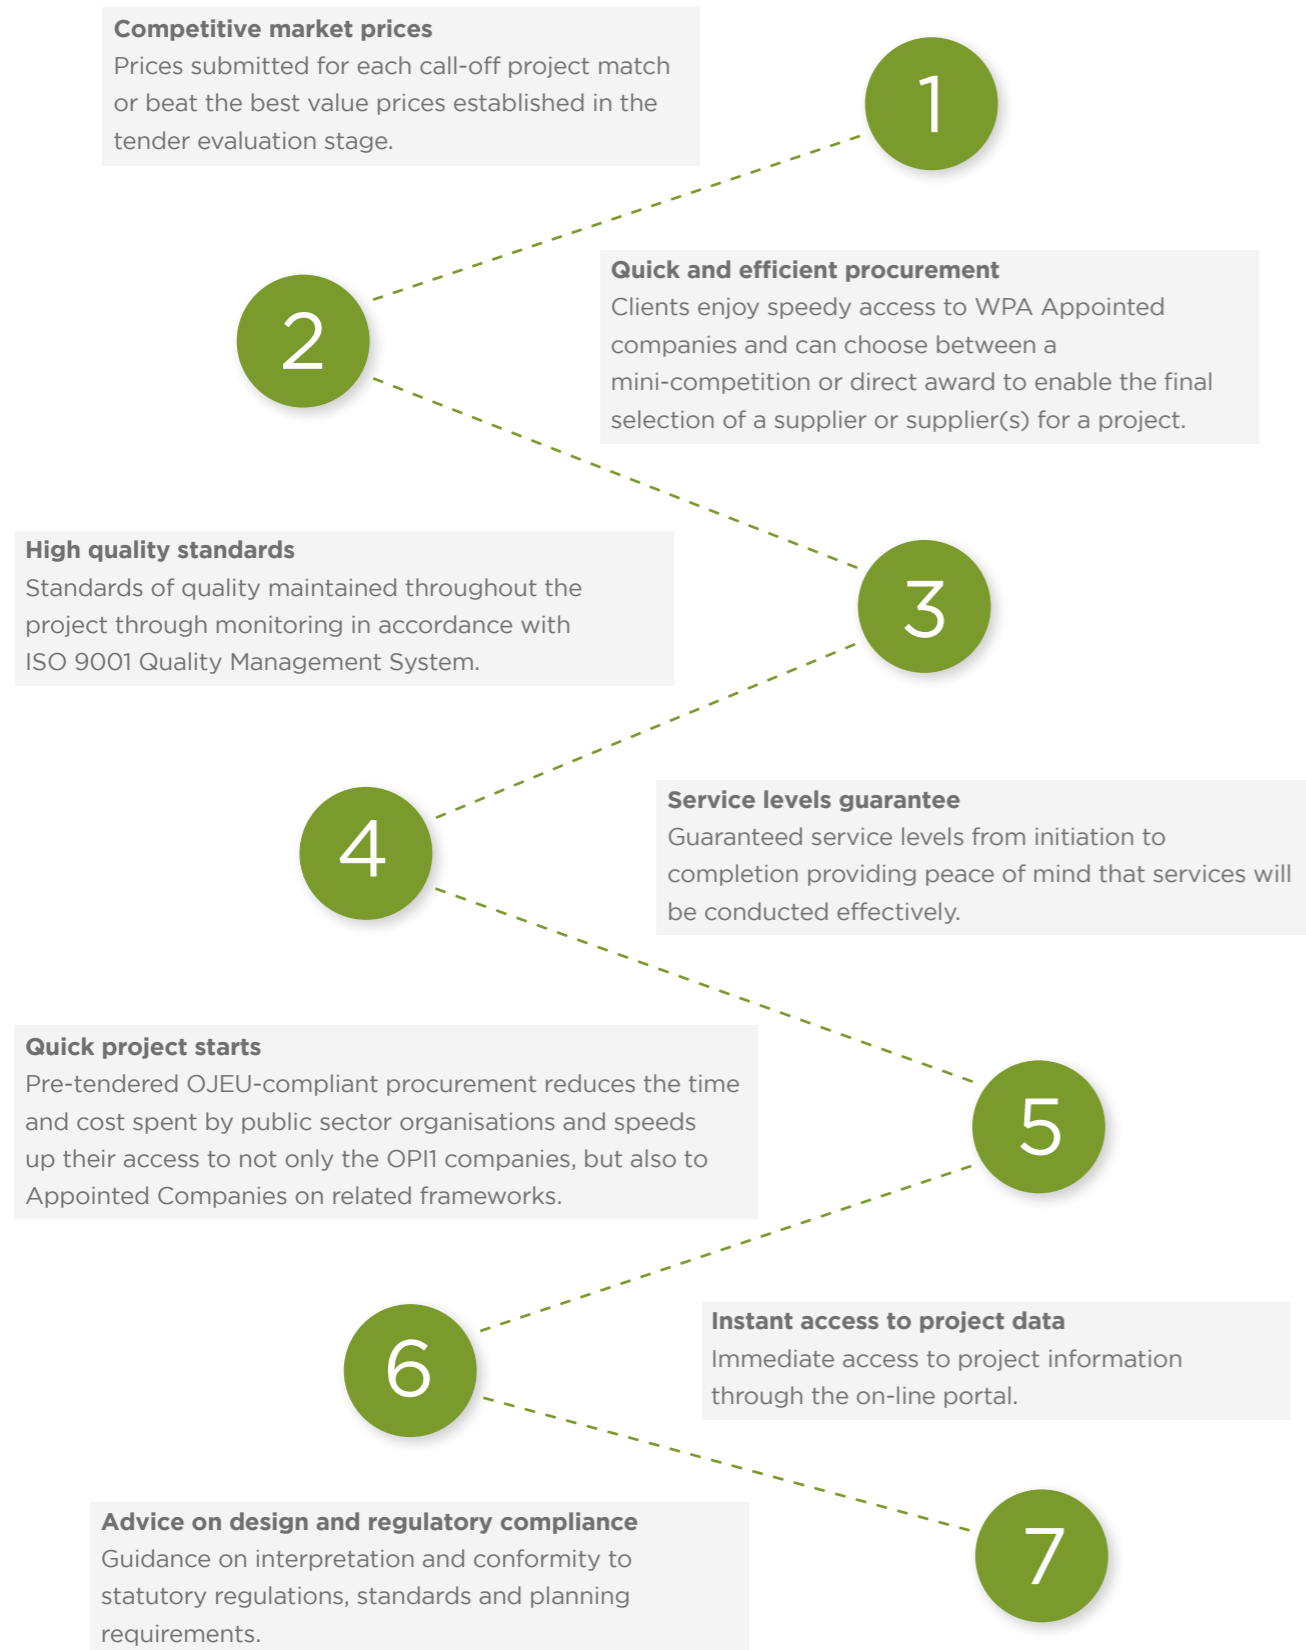 Competitive market prices
Prices submitted for each call-off project match
or beat the best value prices established in the
tender evaluation stage.
1
2
Quick and efficient procurement
Clients enjoy speedy access to WPA Appointed
companies and can choose between a
mini-competition or direct award to enable the final
selection of a supplier or supplier(s) for a project.
High quality standards
Standards of quality maintained throughout the
project through monitoring in accordance with
ISO 9001 Quality Management System.
3
4
Service levels guarantee
Guaranteed service levels from initiation to
completion providing peace of mind that services will
be conducted effectively.
Quick project starts
Pre-tendered OJEU-compliant procurement reduces the time
and cost spent by public sector organisations and speeds
up their access to not only the OPI1 companies, but also to
Appointed Companies on related frameworks.
5
6
Instant access to project data
Immediate access to project information
through the on-line portal.
Advice on design and regulatory compliance
Guidance on interpretation and conformity to
statutory regulations, standards and planning
requirements.
7